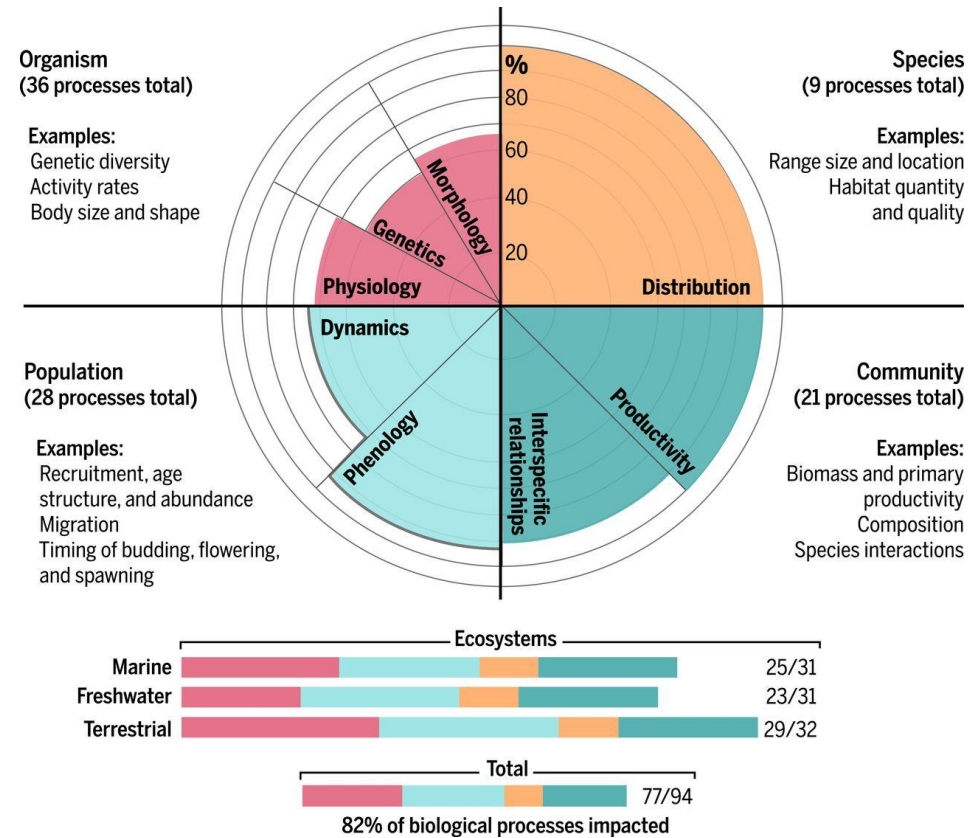 Organism
(36 processes total)
Examples:
Genetic diversity
Activity rates
Body size and shape
%
80
60
40
20
Morphology
Genetics
Physiology
Distribution
Species
(9 processes total)
Examples:
Range size and location
Habitat quantity
and quality
Population
(28 processes total)
Examples:
Recruitment, age
structure, and abundance
Migration
Timing of budding, flowering,
and spawning
Dynamics
Phenology
Interspecific
relationships
Productivity
Community
(21 processes total)
Examples:
Biomass and primary
productivity
Composition
Species interactions
Ecosystems
Marine
25/31
Freshwater
23/31
Terrestrial
29/32
Total
77/94
82% of biological processes impacted